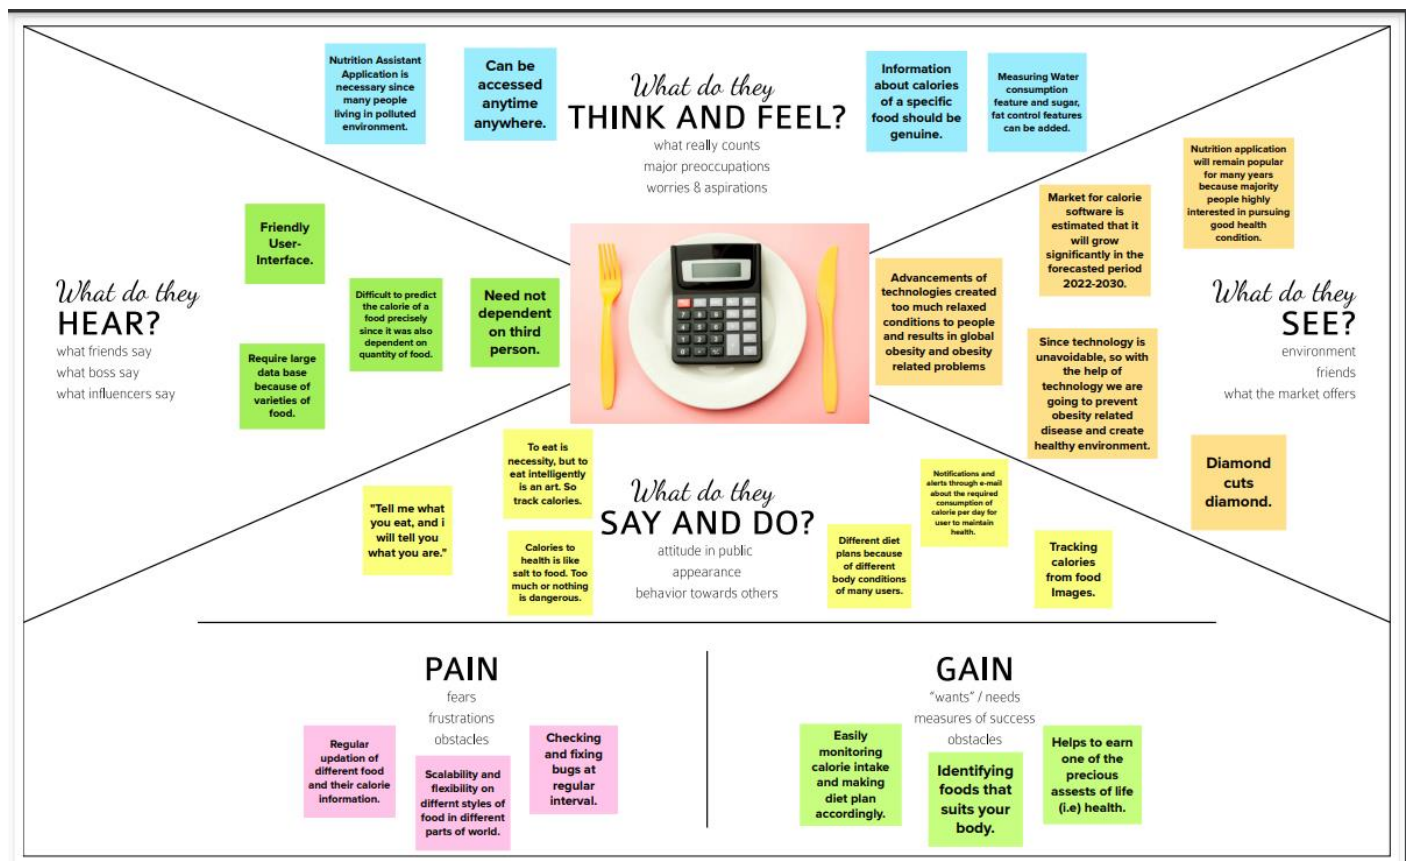 Nutrition Assistant
Application is
necessary since
many people
living in polluted
environment.
Can be
accessed
anytime
anywhere.
What do they
THINK AND FEEL?
what really counts
major preoccupations
worries & aspirations
Information
about calories
of a specific
food should be
genuine.
Measuring Water
consumption
feature and sugar,
fat control features
can be added.
What do they
HEAR?
what friends say
what boss say
what influencers say
Friendly
User-
Interface.
Difficult to predict
the calorie of a
food precisely
since it was also
dependent on
quantity of food.
Need not
dependent
on third
person.
Require large
data base
because of
varieties of
food.
Nutrition application
will remain popular
for many years
because majority
people highly
interested in pursuing
good health
condition.
Market for calorie
software is
estimated that it
will grow
significantly in the
forecasted period
2022-2030.
Advancements of
technologies created
too much relaxed
conditions to people
and results in global
obesity and obesity
related problems
What do they
SEE?
environment
friends
what the market offers
Since technology is
unavoidable, so with
the help of
technology we are
going to prevent
obesity related
disease and create
healthy environment.
Diamond
cuts
diamond.
To eat is
necessity, but to
eat intelligently
is an art. So
track calories.
"Tell me what
you eat, and i
will tell you
what you are."
Calories to
health is like
salt to food. Too
much or nothing
is dangerous.
What do they
SAY AND DO?
attitude in public
appearance
behavior towards others
Notifications and
alerts through e-mail
about the required
consumption of
calorie per day for
user to maintain
health.
Different diet
plans because
of different
body conditions
of many users.
Tracking
calories
from food
Images.
PAIN
fears
frustrations
obstacles
Regular
updation of
different food
and their calorie
information.
Scalability and
flexibility on
differnt styles of
food in different
parts of world.
Checking
and fixing
bugs at
regular
interval.
GAIN
"wants" / needs
measures of success
obstacles
Easily
monitoring
calorie intake
and making
diet plan
accordingly.
Identifying
foods that
suits your
body.
Helps to earn
one of the
precious
assests of life
(i.e) health.